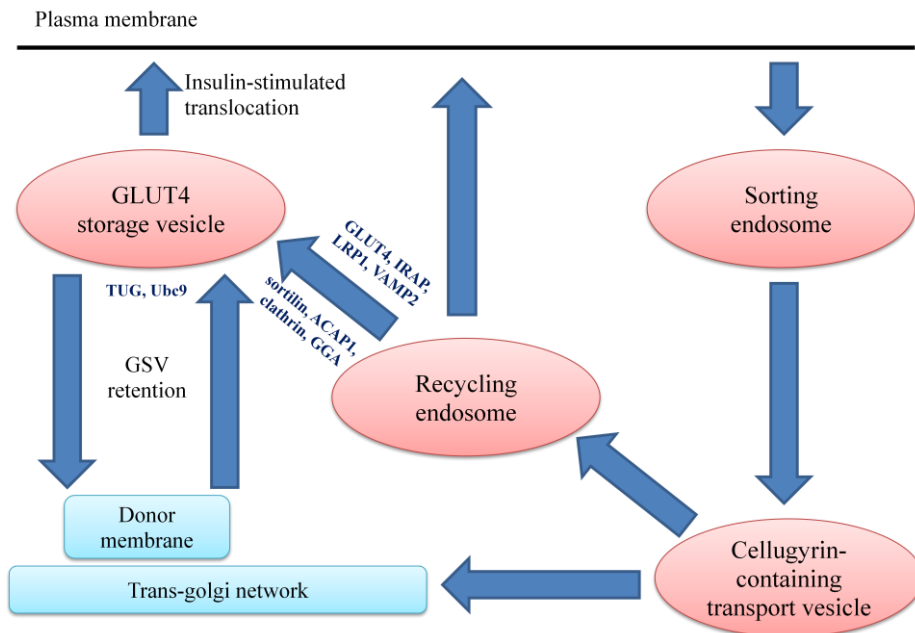 Plasma membrane
Insulin-stimulated
translocation
GLUT4
storage vesicle
Sorting
endosome
GLUT4, IRAP,
LRP1, VAMP2
sortilin, ACAP1,
clathrin, GGA
TUG, Ubc9
GSV
retention
Recycling
endosome
Donor
membrane
Trans-golgi network
Cellugyrin-
containing
transport vesicle